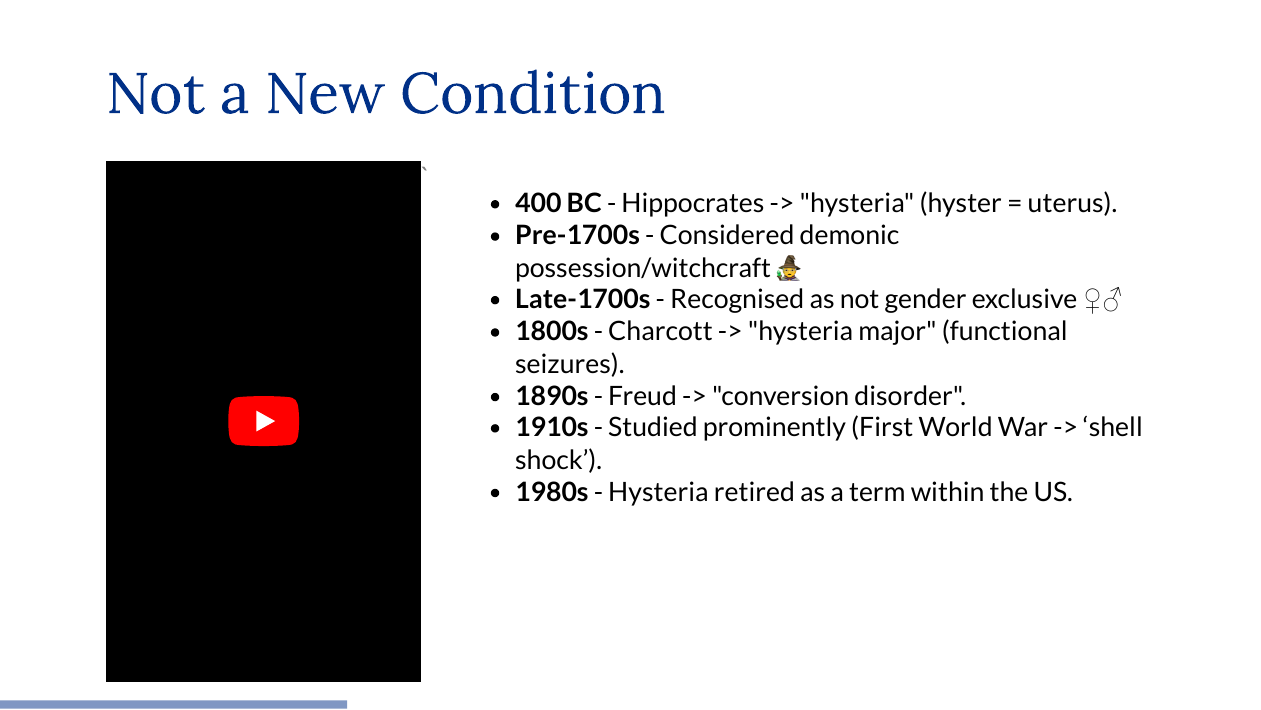 Not a New Condition
`
• 400 BC - Hippocrates -> "hysteria" (hyster = uterus).
• Pre-1700s - Considered demonic
possession/witchcraft 🧙‍♀️
• Late-1700s - Recognised as not gender exclusive ♀♂
• 1800s - Charcott -> "hysteria major" (functional
seizures).
• 1890s - Freud -> "conversion disorder".
• 1910s - Studied prominently (First World War -> ‘shell
shock’).
• 1980s - Hysteria retired as a term within the US.